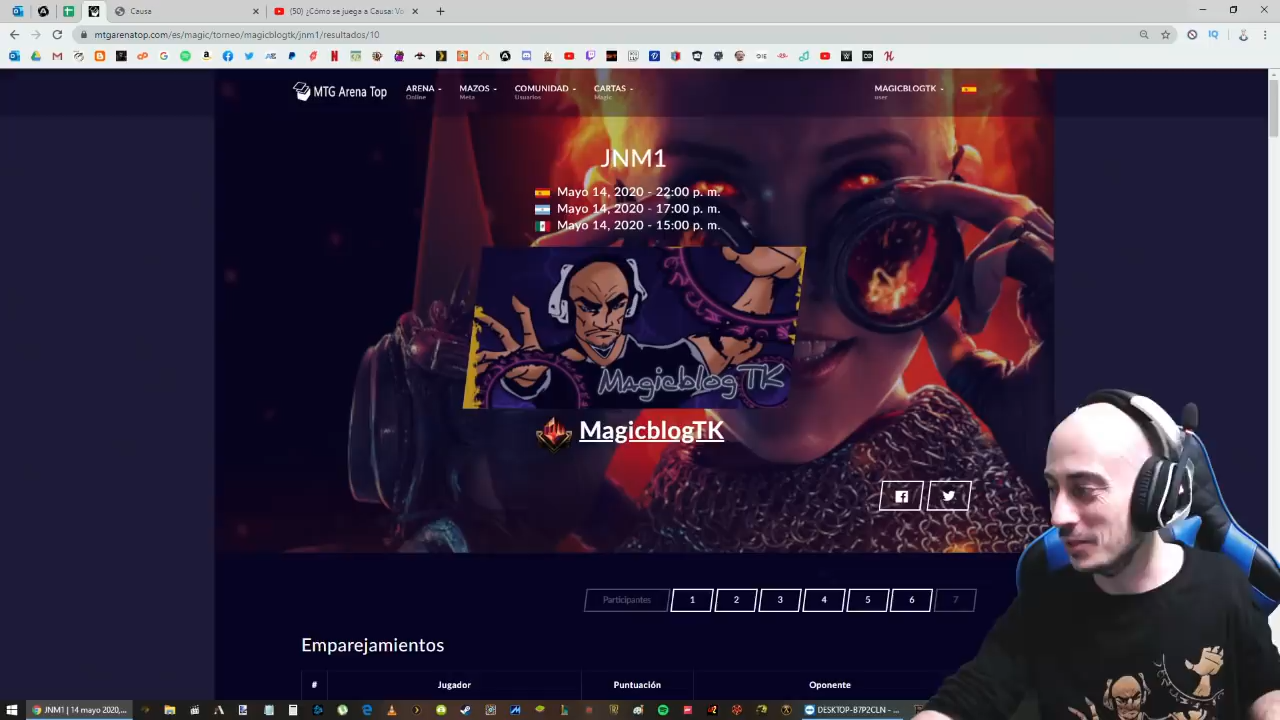 Causa
(50) ¿Cómo se juega a Causa: Vo
mtgarenatop.com/es/magic/torneo/magicblogtk/jnm1/resultados/10
MTG Arena Top
ARENA
Online
MAZOS
Meta
COMUNIDAD
Usuarios
CARTAS
Magic
MAGICBLOGTK
user
JNM1
Mayo 14, 2020 - 22:00 p. m.
Mayo 14, 2020 - 17:00 p. m.
Mayo 14, 2020 - 15:00 p. m.
MagicblogTK
MagicblogTK
Participantes 1 2 3 4 5 6 7
Emparejamientos
# Jugador Puntuación Oponente
JNM1 | 14 mayo 2020,...
DESKTOP-B7P2CLN - ...